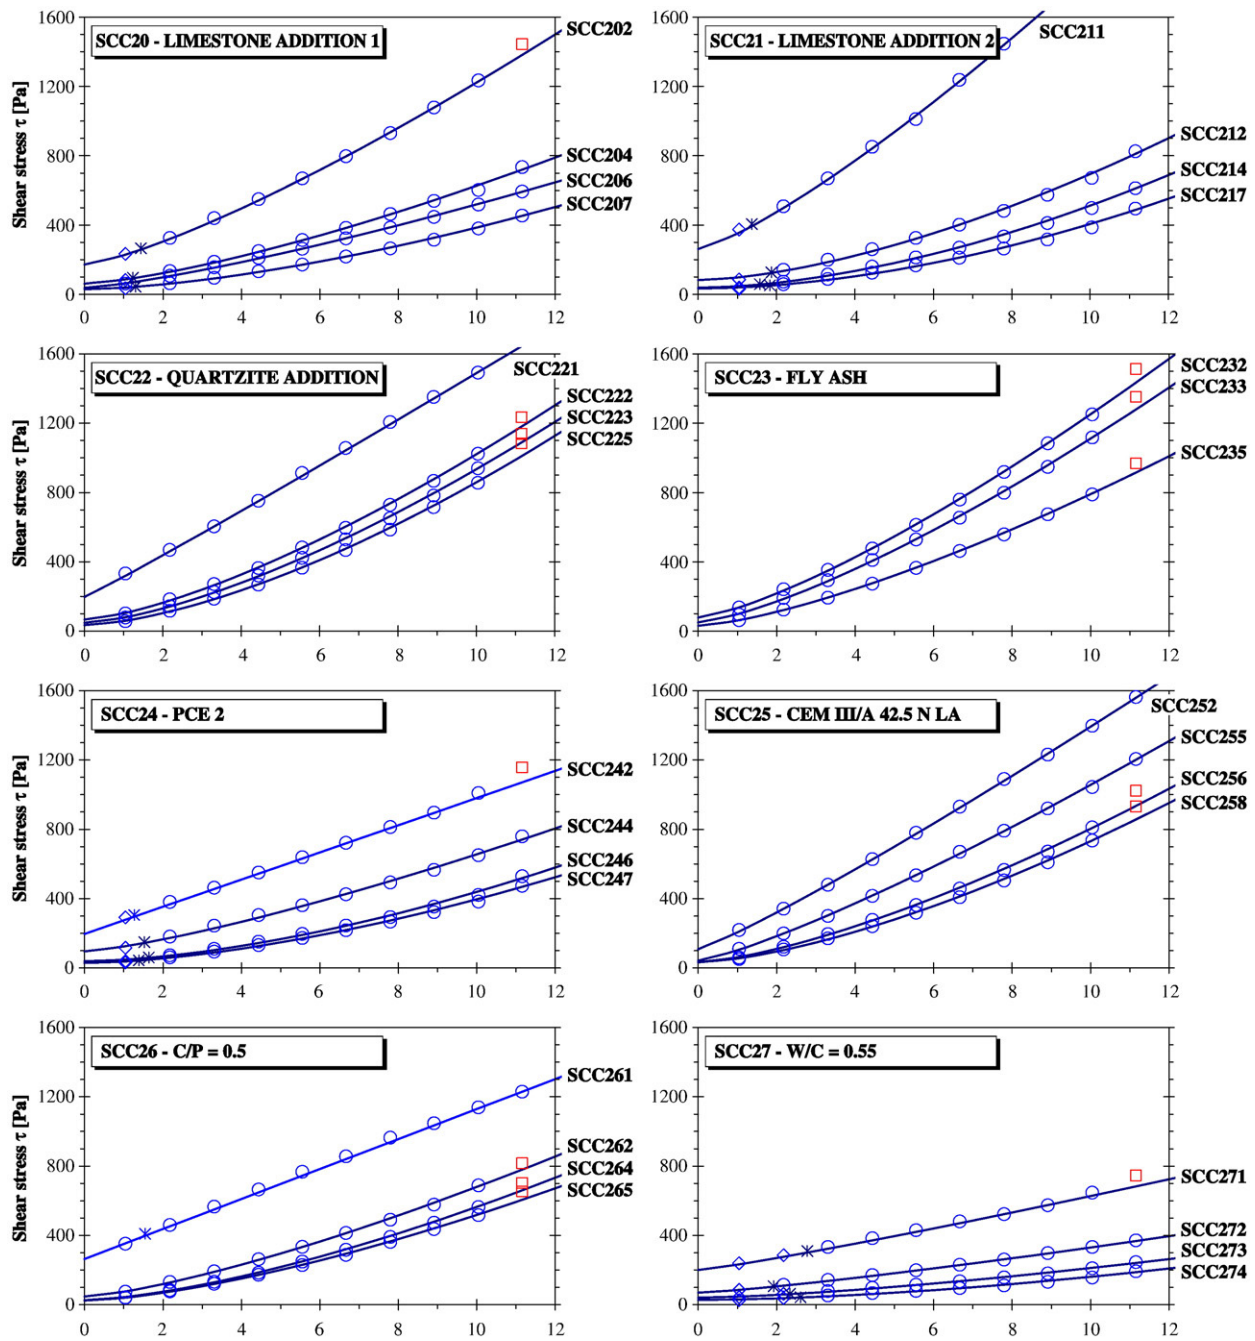 SCC20 - LIMESTONE ADDITION 1
SCC202
SCC204
SCC206
SCC207
Shear stress τ [Pa]
1600
1200
800
400
0
0 2 4 6 8 10 12
SCC21 - LIMESTONE ADDITION 2
SCC211
SCC212
SCC214
SCC217
1600
1200
800
400
0
0 2 4 6 8 10 12
SCC22 - QUARTZITE ADDITION
SCC221
SCC222
SCC223
SCC225
Shear stress τ [Pa]
1600
1200
800
400
0
0 2 4 6 8 10 12
SCC23 - FLY ASH
SCC232
SCC233
SCC235
1600
1200
800
400
0
0 2 4 6 8 10 12
SCC24 - PCE 2
SCC242
SCC244
SCC246
SCC247
Shear stress τ [Pa]
1600
1200
800
400
0
0 2 4 6 8 10 12
SCC25 - CEM III/A 42.5 N LA
SCC252
SCC255
SCC256
SCC258
1600
1200
800
400
0
0 2 4 6 8 10 12
SCC26 - C/P = 0.5
SCC261
SCC262
SCC264
SCC265
Shear stress τ [Pa]
1600
1200
800
400
0
0 2 4 6 8 10 12
SCC27 - W/C = 0.55
SCC271
SCC272
SCC273
SCC274
1600
1200
800
400
0
0 2 4 6 8 10 12